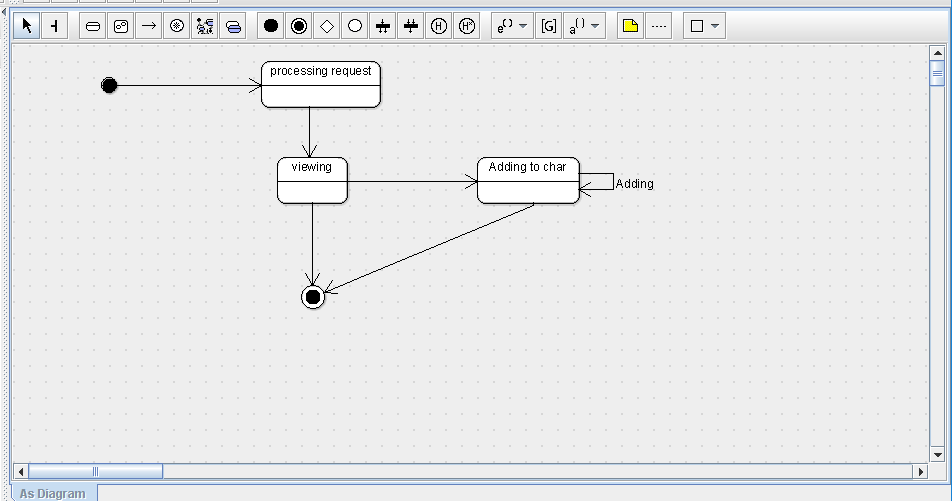 H
H*
e()
[G]
a()
processing request
viewing
Adding to char
Adding
As Diagram